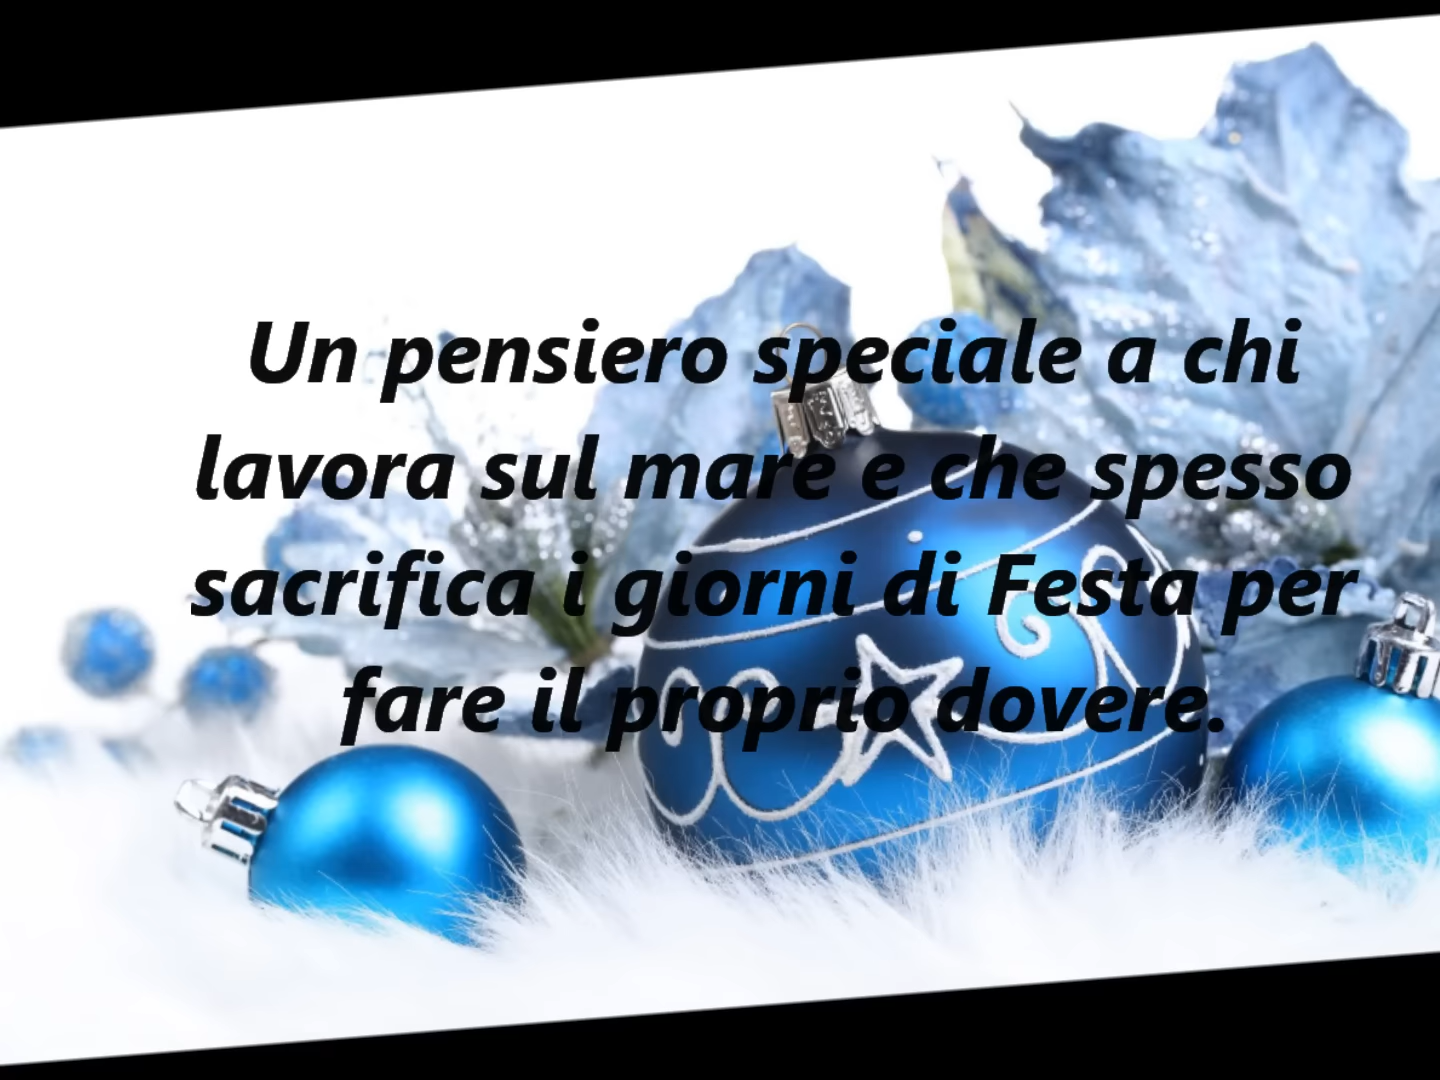 Un pensiero speciale a chi
lavora sul mare e che spesso
sacrifica i giorni di Festa per
fare il proprio dovere.